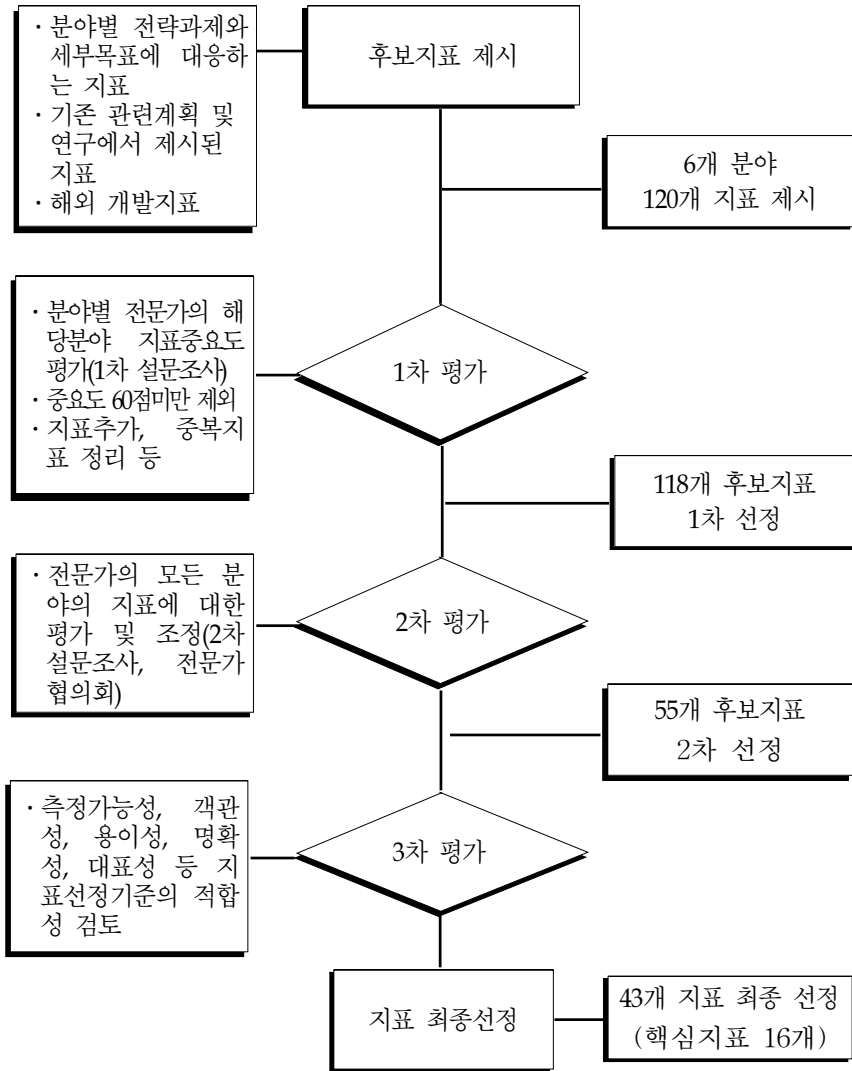 · 분야별 전략과제와
세부목표에 대응하
는 지표
· 기존 관련계획 및
연구에서 제시된
지표
· 해외 개발지표
후보지표 제시
6개 분야
120개 지표 제시
· 분야별 전문가의 해
당분야 지표중요도
평가(1차 설문조사)
· 중요도 60점미만 제외
· 지표추가, 중복지
표 정리 등
1차 평가
118개 후보지표
1차 선정
· 전문가의 모든 분
야의 지표에 대한
평가 및 조정(2차
설문조사, 전문가
협의회)
2차 평가
55개 후보지표
2차 선정
· 측정가능성, 객관
성, 용이성, 명확
성, 대표성 등 지
표선정기준의 적합
성 검토
3차 평가
지표 최종선정
43개 지표 최종 선정
(핵심지표 16개)